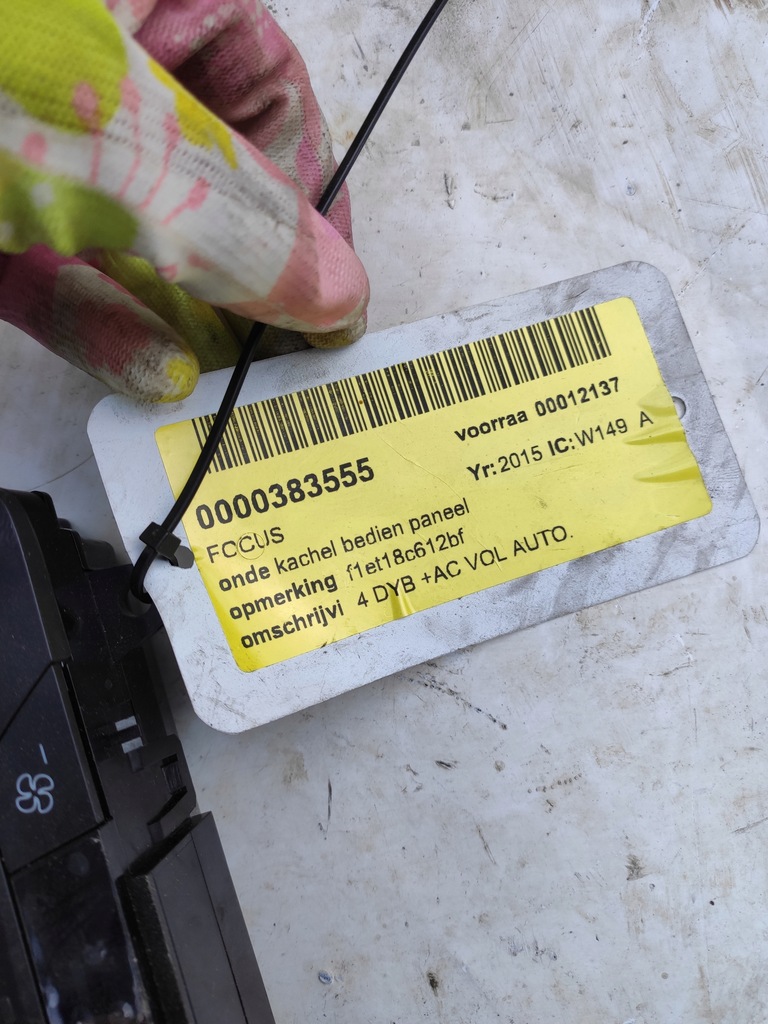 voorraa 00012137
0000383555
Yr: 2015 IC: W149 A
FOCUS
onde kachel bedien paneel
opmerking f1et18c612bf
omschrijvi 4 DYB +AC VOL AUTO.